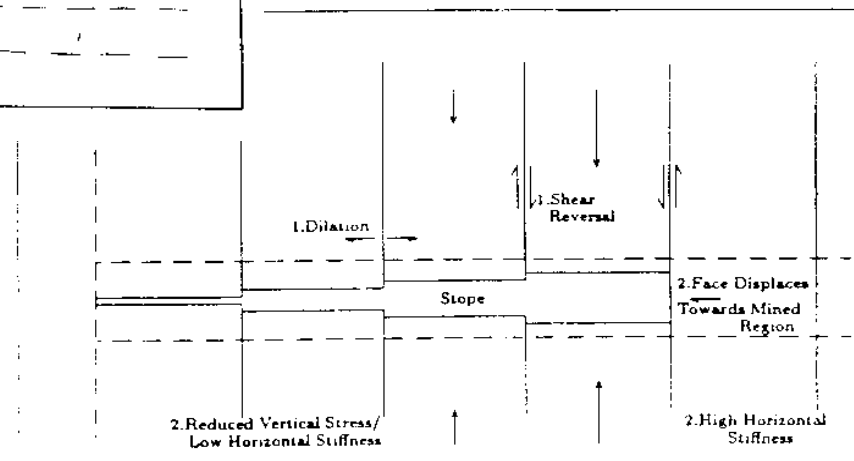 1.Dilation
1.Shear
Reversal
Stope
2.Face Displaces
Towards Mined
Region
2.Reduced Vertical Stress/
Low Horizontal Stiffness
2.High Horizontal
Stiffness